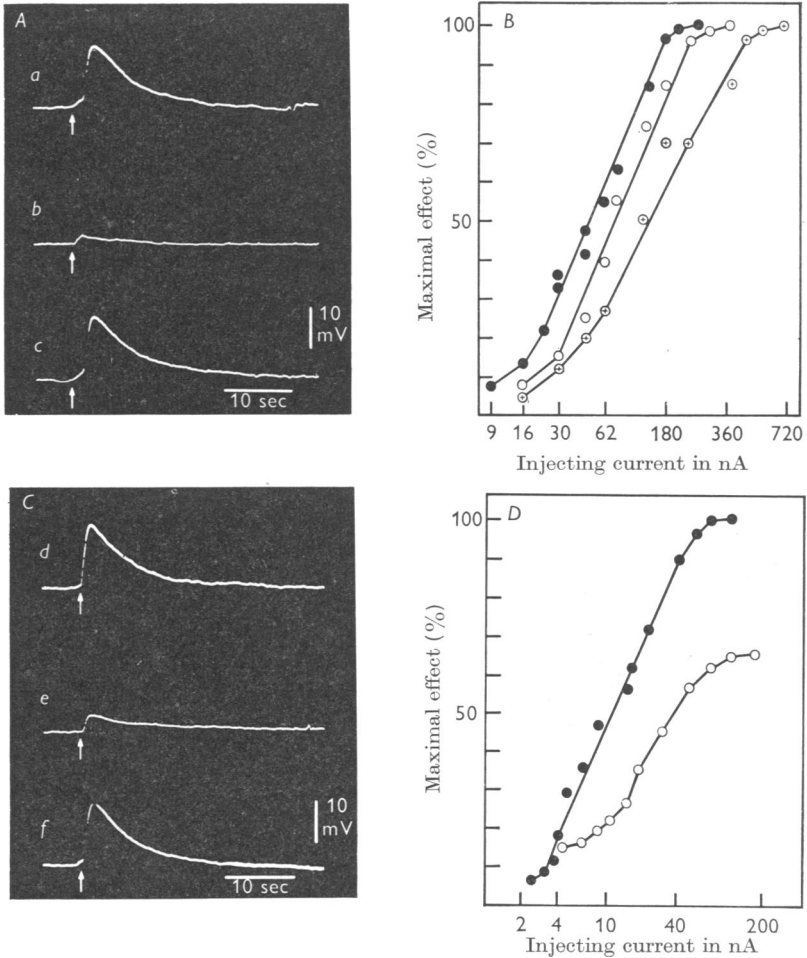 A
a
b
c
10
mV
10 sec
B
100
50
Maximal effect (%)
9 16 30 62 180 360 720
Injecting current in nA
C
d
e
f
10
mV
10 sec
D
100
50
Maximal effect (%)
2 4 10 40 200
Injecting current in nA